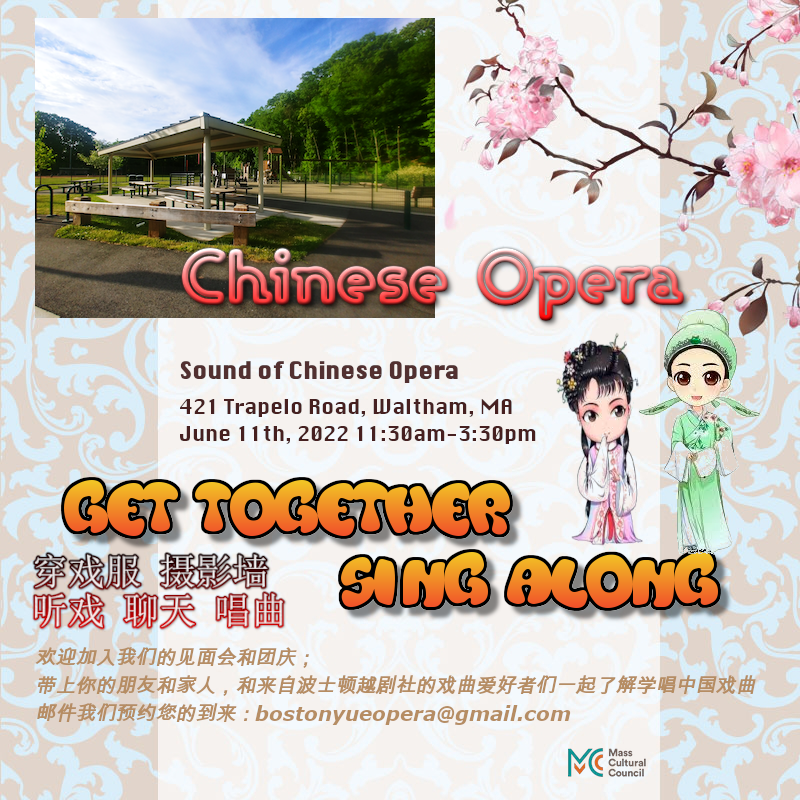 Chinese Opera
Sound of Chinese Opera
421 Trapelo Road, Waltham, MA
June 11th, 2022 11:30am-3:30pm
GET TOGETHER
SING ALONG
穿戏服 摄影墙
听戏 聊天 唱曲
欢迎加入我们的见面会和团庆；
带上你的朋友和家人，和来自波士顿越剧社的戏曲爱好者们一起了解学唱中国戏曲
邮件我们预约您的到来：bostonyueopera@gmail.com
Mass
Cultural
Council